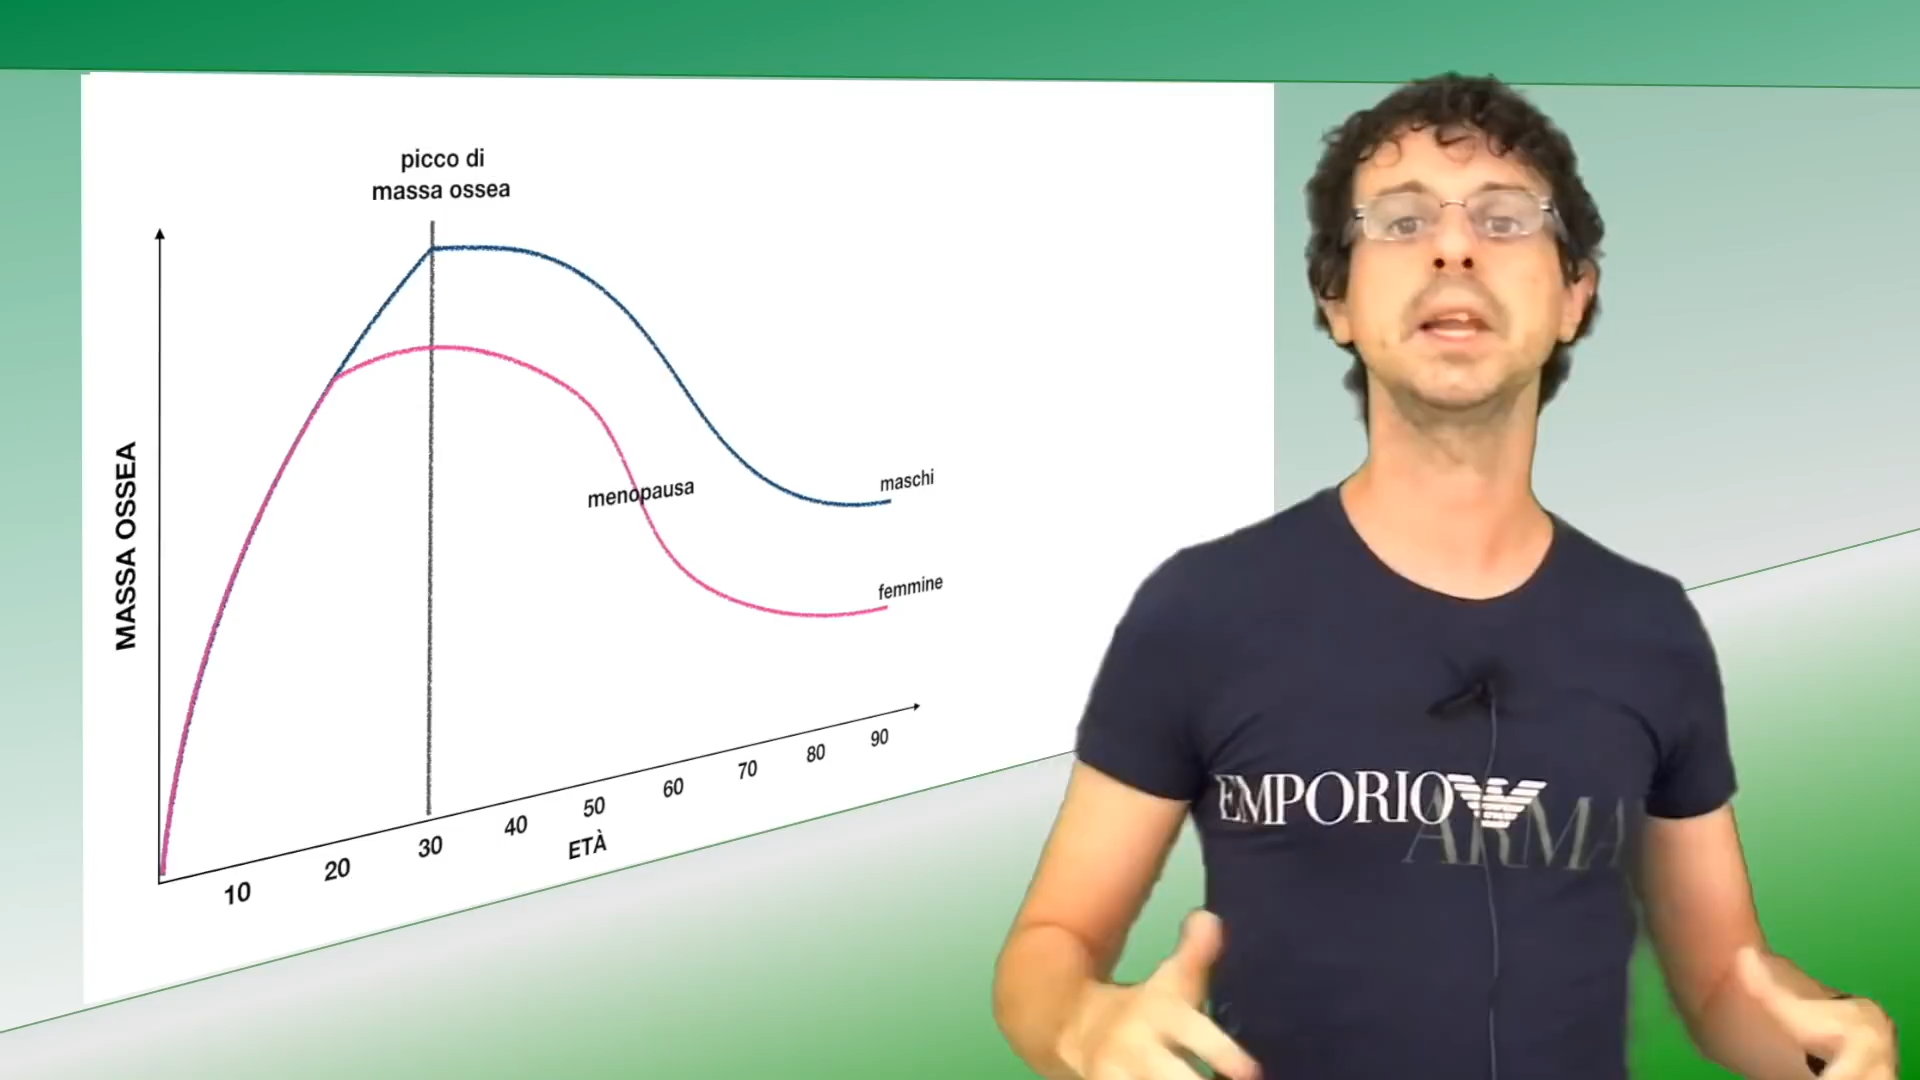 picco di
massa ossea
MASSA OSSEA
menopausa
maschi
femmine
10 20 30 40 50 60 70 80 90
ETÀ
EMPORIO
ARMA